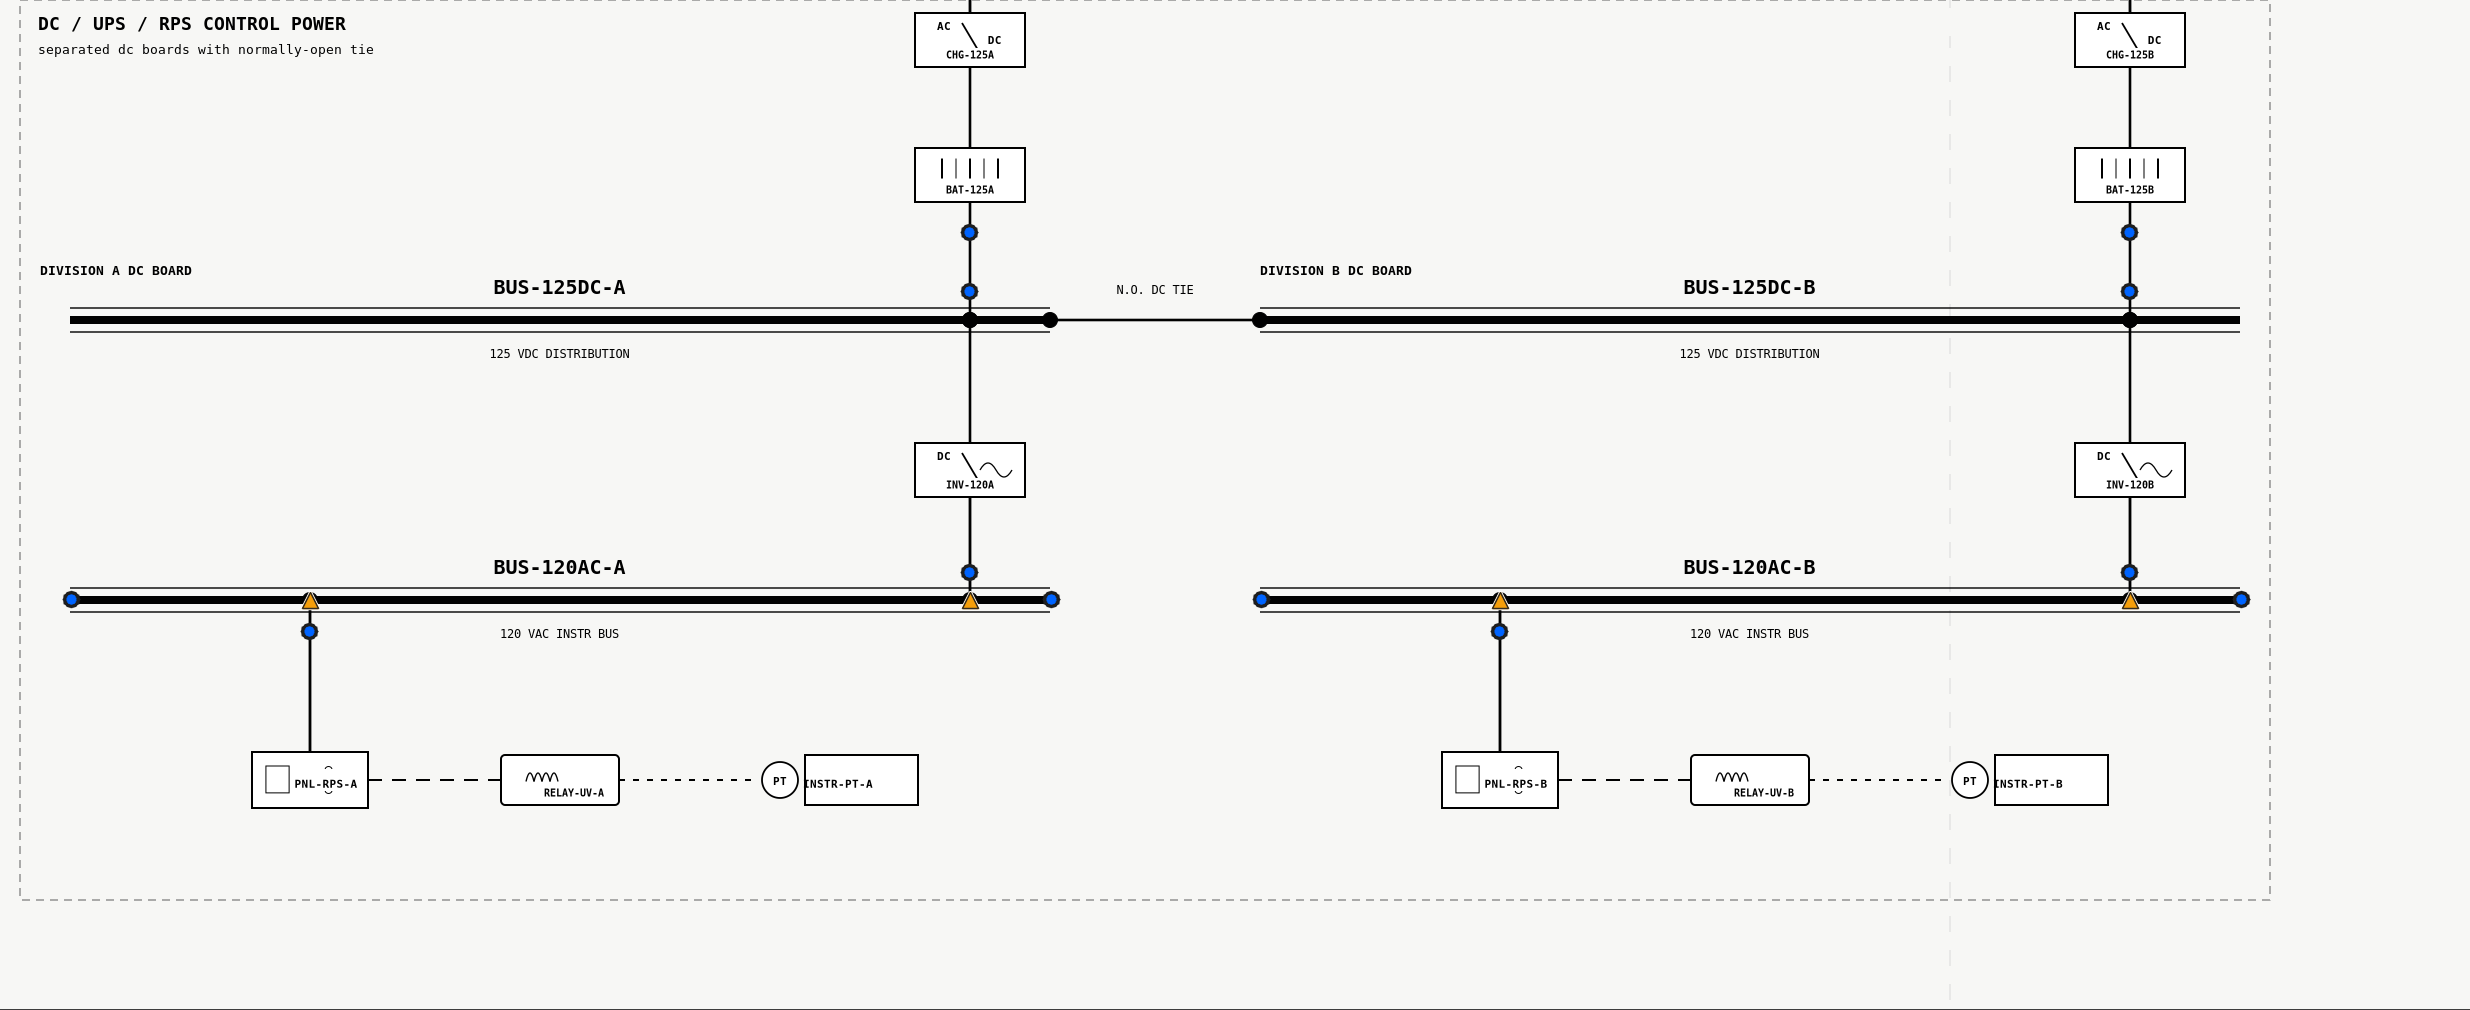 DC / UPS / RPS CONTROL POWER
separated dc boards with normally-open tie
AC
DC
CHG-125A
AC
DC
CHG-125B
BAT-125A
BAT-125B
DIVISION A DC BOARD
DIVISION B DC BOARD
BUS-125DC-A
N.O. DC TIE
BUS-125DC-B
125 VDC DISTRIBUTION
125 VDC DISTRIBUTION
DC
INV-120A
DC
INV-120B
BUS-120AC-A
BUS-120AC-B
120 VAC INSTR BUS
120 VAC INSTR BUS
PNL-RPS-A
RELAY-UV-A
PT
INSTR-PT-A
PNL-RPS-B
RELAY-UV-B
PT
INSTR-PT-B